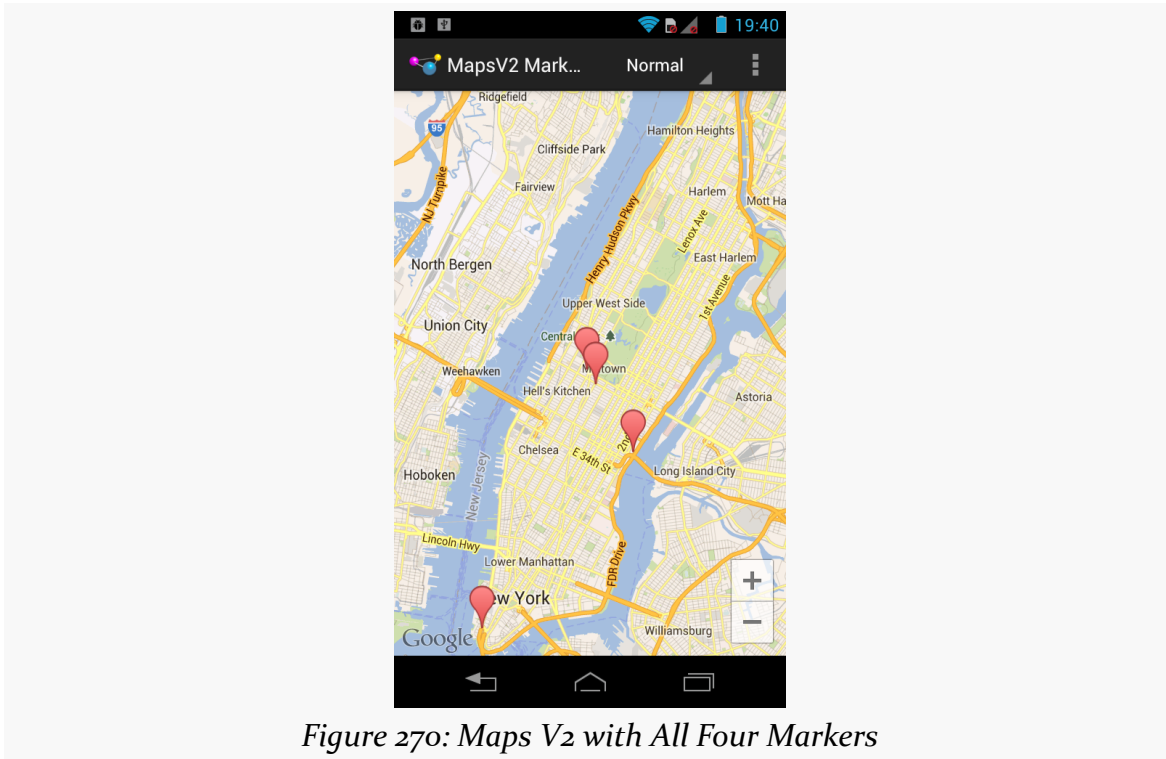 19:40
MapsV2 Mark...
Normal
Ridgefield
95
Hamilton Heights
Cliffside Park
Fairview
Harlem
NJ Turnpike
Mott Ha
Henry Hudson Pkwy
Lenox Ave
East Harlem
North Bergen
1st Avenue
Upper West Side
Union City
Central
Weehawken
M town
Hell's Kitchen
Astoria
2nd
Chelsea
E 34th St
Long Island City
Hoboken
New Jersey
Lincoln Hwy
Lower Manhattan
FDR Drive
+
ew York
−
Williamsburg
Google
Figure 270: Maps V2 with All Four Markers